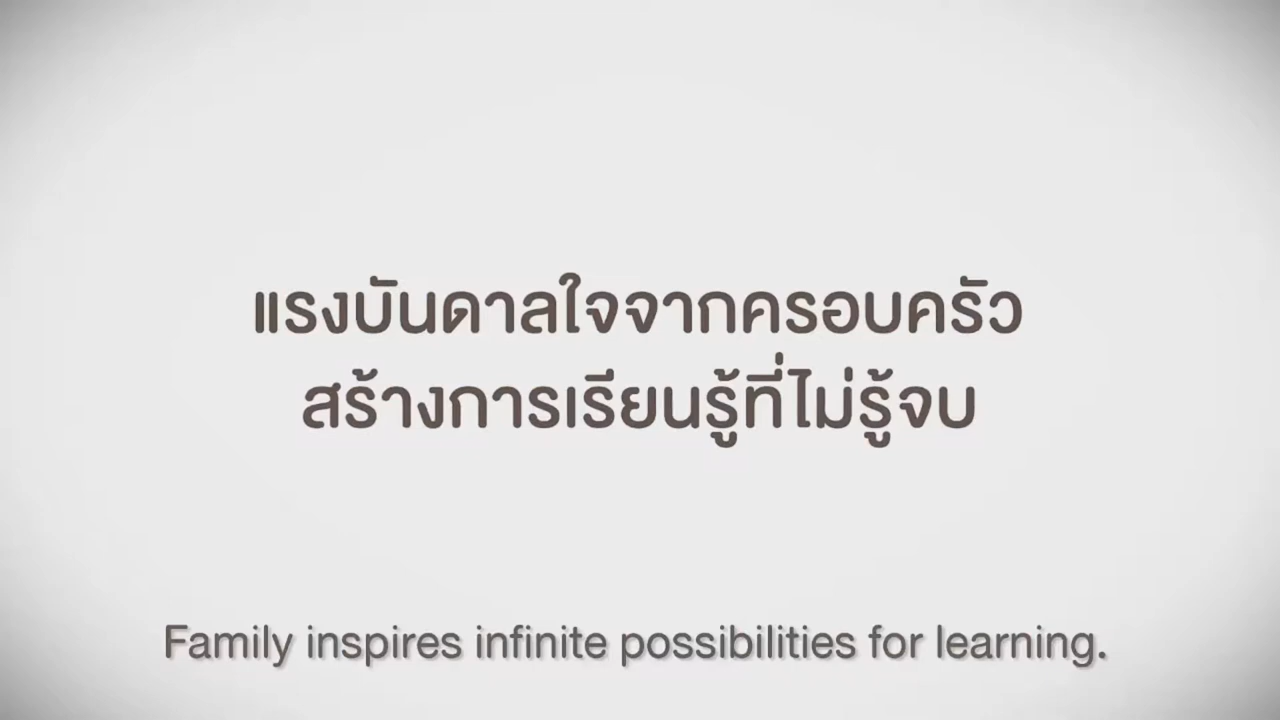 แรงบันดาลใจจากครอบครัว
สร้างการเรียนรู้ที่ไม่รู้จบ
Family inspires infinite possibilities for learning.